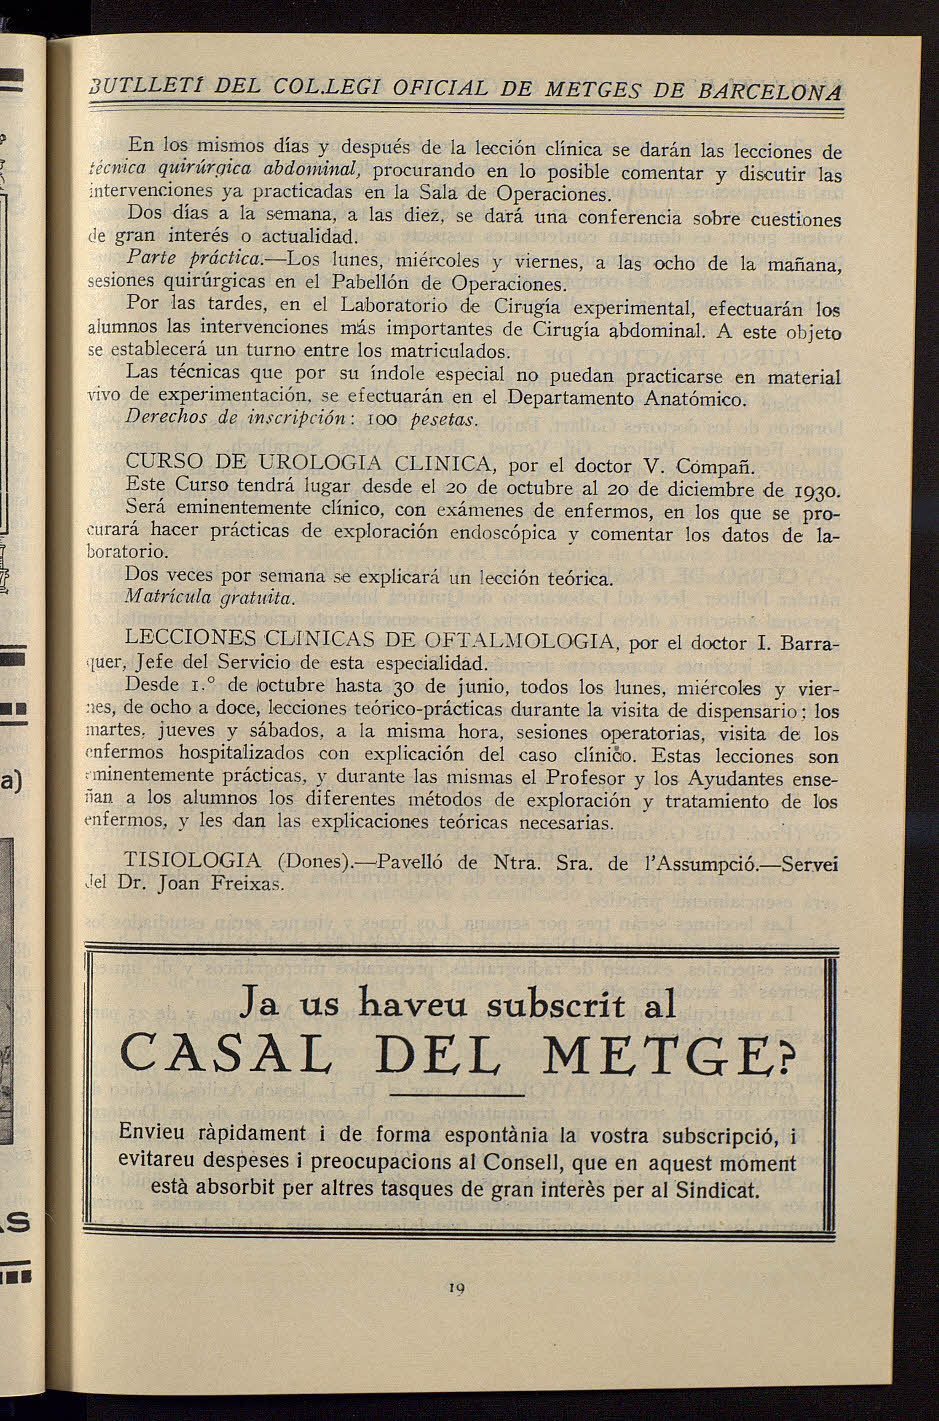 BUTLLETÍ DEL COL.LEGI OFICIAL DE METGES DE BARCELONA
En los mismos días y después de la lección clínica se darán las lecciones de
técnica quirúrgica abdominal, procurando en lo posible comentar y discutir las
intervenciones ya practicadas en la Sala de Operaciones.
Dos días a la semana, a las diez, se dará una conferencia sobre cuestiones
de gran interés o actualidad.
Parte práctica.—Los lunes, miércoles y viernes, a las ocho de la mañana,
sesiones quirúrgicas en el Pabellón de Operaciones.
Por las tardes, en el Laboratorio de Cirugía experimental, efectuarán los
alumnos las intervenciones más importantes de Cirugía abdominal. A este objeto
se establecerá un turno entre los matriculados.
Las técnicas que por su índole especial no puedan practicarse en material
vivo de experimentación, se efectuarán en el Departamento Anatómico.
Derechos de inscripción: 100 pesetas.
CURSO DE UROLOGIA CLINICA, por el doctor V. Compañ.
Este Curso tendrá lugar desde el 20 de octubre al 20 de diciembre de 1930.
Será eminentemente clínico, con exámenes de enfermos, en los que se pro-
curará hacer prácticas de exploración endoscópica y comentar los datos de la-
boratorio.
Dos veces por semana se explicará un lección teórica.
Matrícula gratuita.
LECCIONES CLINICAS DE OFTALMOLOGIA, por el doctor I. Barra-
quer, Jefe del Servicio de esta especialidad.
Desde 1.º de octubre hasta 30 de junio, todos los lunes, miércoles y vier-
nes, de ocho a doce, lecciones teórico-prácticas durante la visita de dispensario; los
martes, jueves y sábados, a la misma hora, sesiones operatorias, visita de los
enfermos hospitalizados con explicación del caso clínico. Estas lecciones son
eminentemente prácticas, y durante las mismas el Profesor y los Ayudantes ense-
ñan a los alumnos los diferentes métodos de exploración y tratamiento de los
enfermos, y les dan las explicaciones teóricas necesarias.
TISIOLOGIA (Dones).—Pavelló de Ntra. Sra. de l'Assumpció.—Servei
del Dr. Joan Freixas.
Ja us haveu subscrit al
CASAL DEL METGE?
Envieu ràpidament i de forma espontània la vostra subscripció, i
evitareu despeses i preocupacions al Consell, que en aquest moment
està absorbit per altres tasques de gran interès per al Sindicat.
19